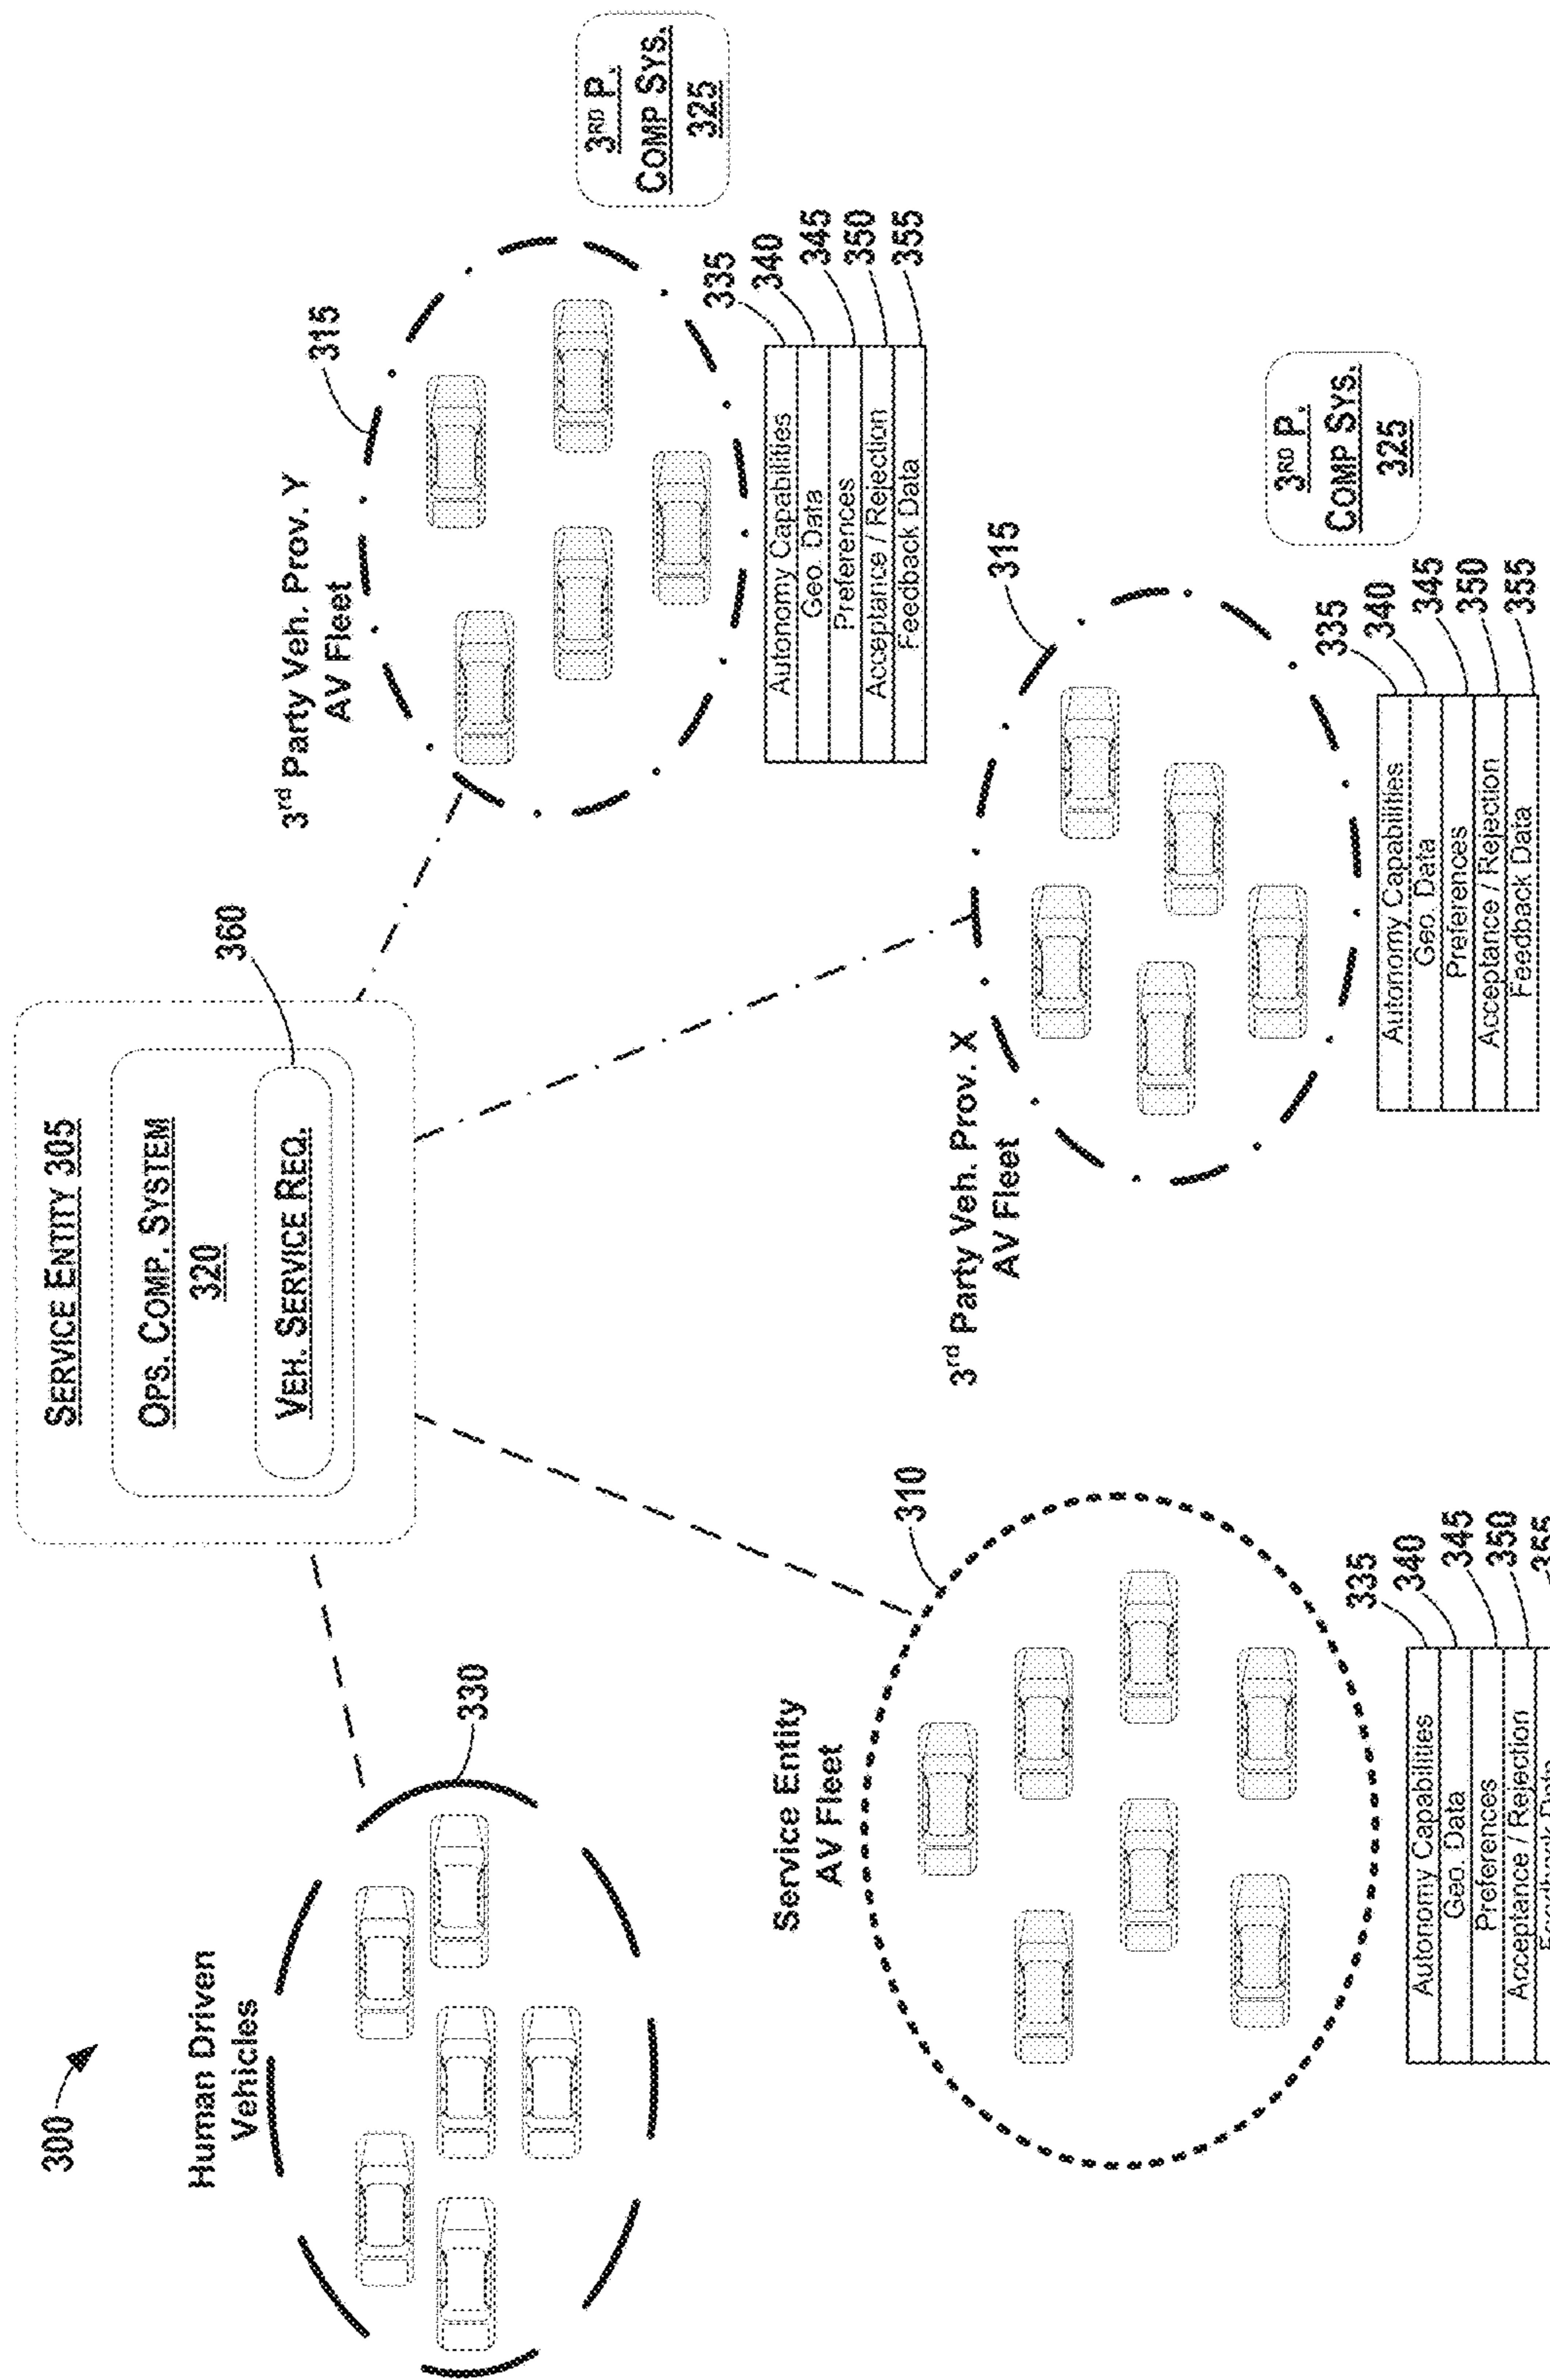 300
SERVICE ENTITY 305
OPS. COMP. SYSTEM
320
VEH. SERVICE REQ.
360
Human Driven
Vehicles
330
3rd Party Veh. Prov. Y
AV Fleet
315
3RD P.
COMP SYS.
325
Autonomy Capabilities
Geo. Data
Preferences
Acceptance / Rejection
Feedback Data
335
340
345
350
355
Service Entity
AV Fleet
310
Autonomy Capabilities
Geo. Data
Preferences
Acceptance / Rejection
Feedback Data
335
340
345
350
355
3rd Party Veh. Prov. X
AV Fleet
315
3RD P.
COMP SYS.
325
Autonomy Capabilities
Geo. Data
Preferences
Acceptance / Rejection
Feedback Data
335
340
345
350
355